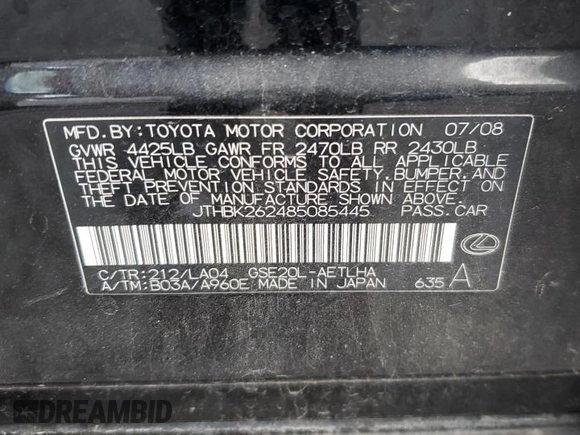 MFD. BY: TOYOTA MOTOR CORPORATION 07/08
GVWR 4425LB GAWR FR 2470LB RR 2430LB
THIS VEHICLE CONFORMS TO ALL APPLICABLE
FEDERAL MOTOR VEHICLE SAFETY, BUMPER, AND
THEFT PREVENTION STANDARDS IN EFFECT ON
THE DATE OF MANUFACTURE SHOWN ABOVE.
JTHBK262485085445 PASS. CAR
C/TR: 212/LA04 GSE20L-AETLHA
A/TM: B03A/A960E MADE IN JAPAN 635 A
DREAMBID